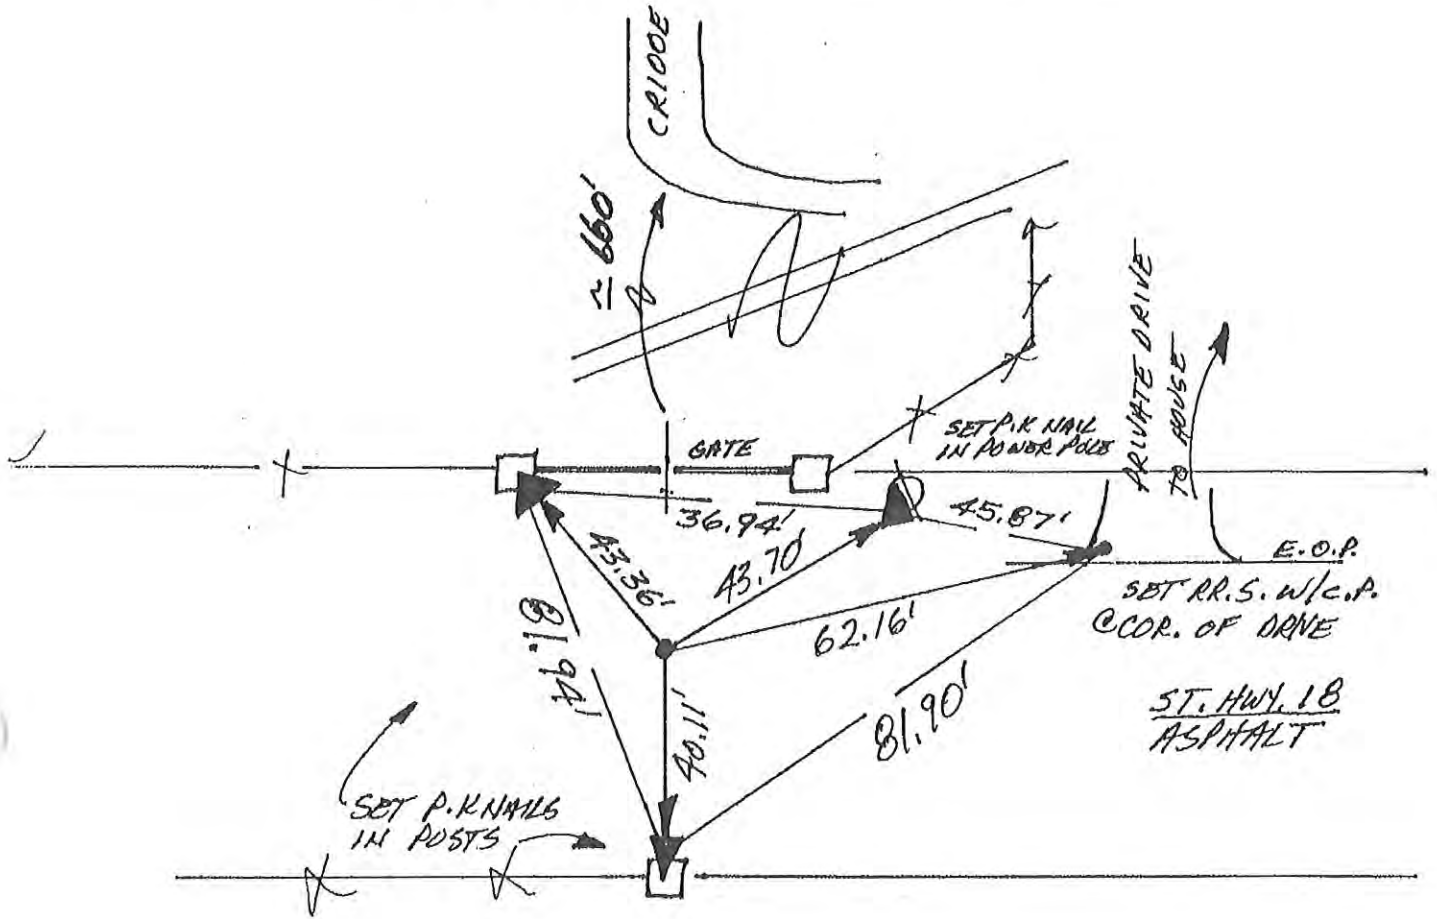 CR100E
≃ 660'
PRIVATE DRIVE
TO HOUSE
SET P.K NAIL
IN POWER POLE
GATE
36.94'
45.87'
43.36'
43.70'
E.O.P.
62.16'
SET RR.S. W/C.P.
@COR. OF DRIVE
81.94'
40.11'
81.90'
ST. HWY. 18
ASPHALT
SET P.K NAILS
IN POSTS